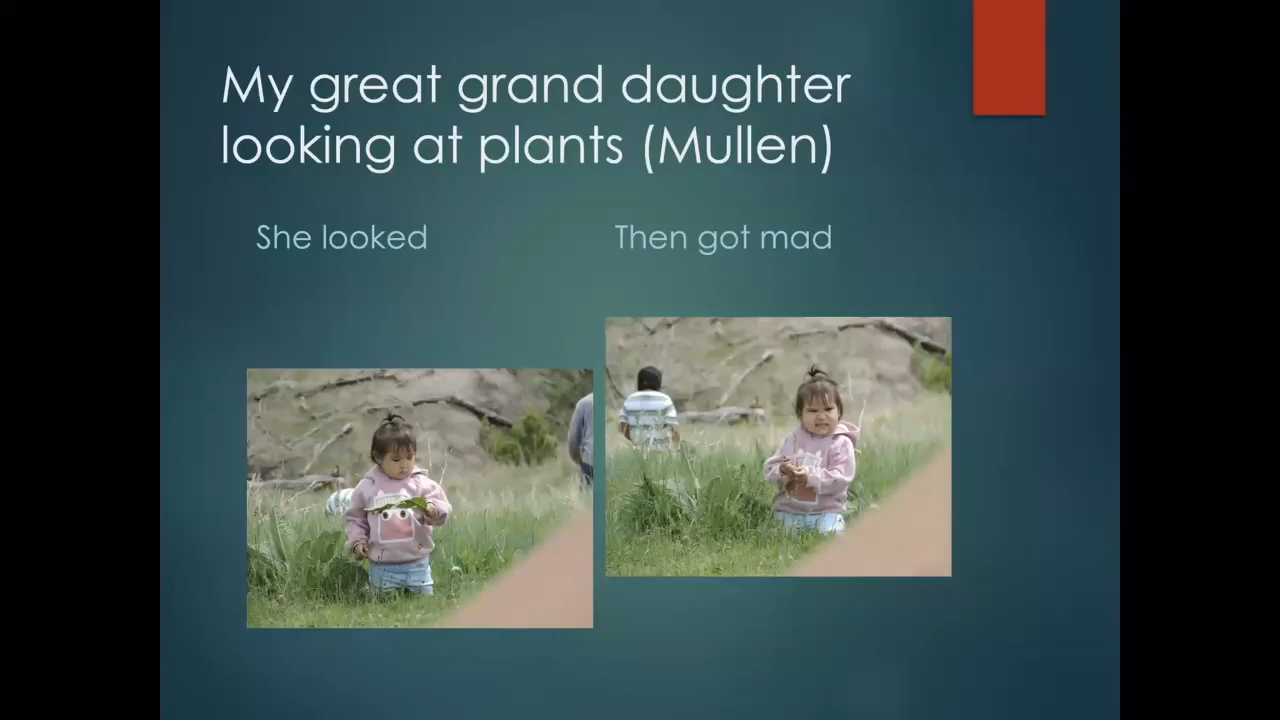 My great grand daughter
looking at plants (Mullen)
She looked
Then got mad